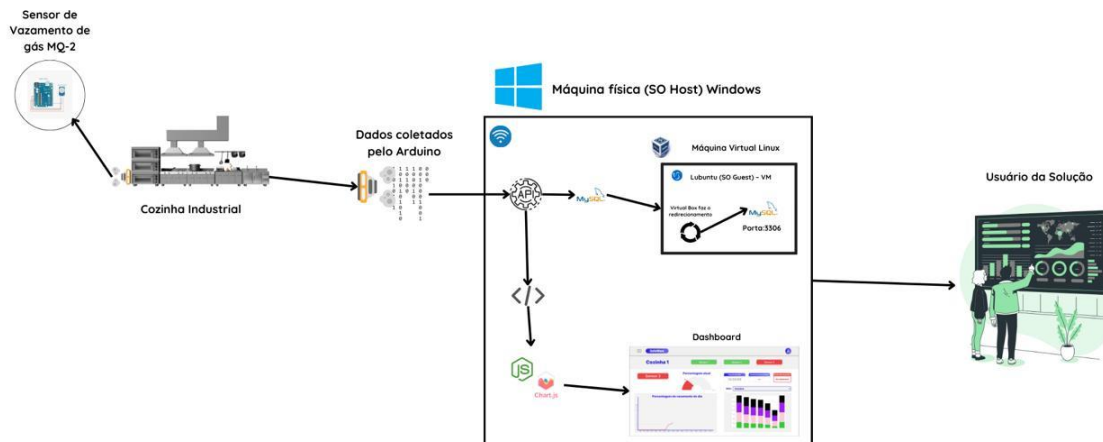 Sensor de
Vazamento de
gás MQ-2
Cozinha Industrial
Dados coletados
pelo Arduino
Máquina física (SO Host) Windows
API
MySQL
Máquina Virtual Linux
Lubuntu (SO Guest) - VM
Virtual Box faz o
redirecionamento
MySQL
Porta:3306
</>
JS
Chart.js
Dashboard
Cozinha 1
Usuário da Solução